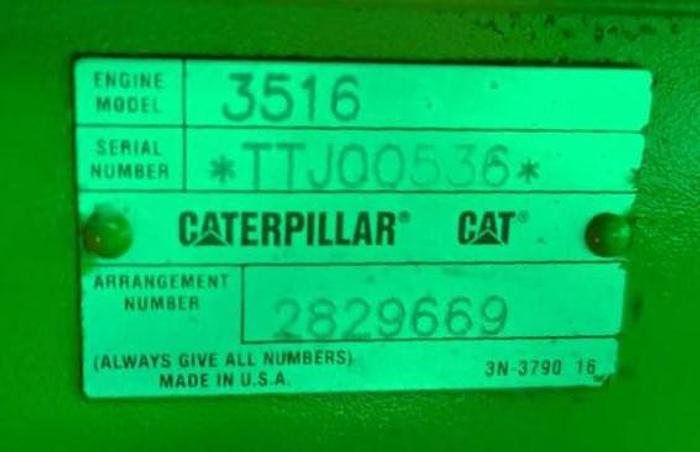 ENGINE MODEL 3516
SERIAL NUMBER *TTJ00536*
CATERPILLAR® CAT®
ARRANGEMENT NUMBER 2829669
(ALWAYS GIVE ALL NUMBERS)
MADE IN U.S.A.
3N-3790 16